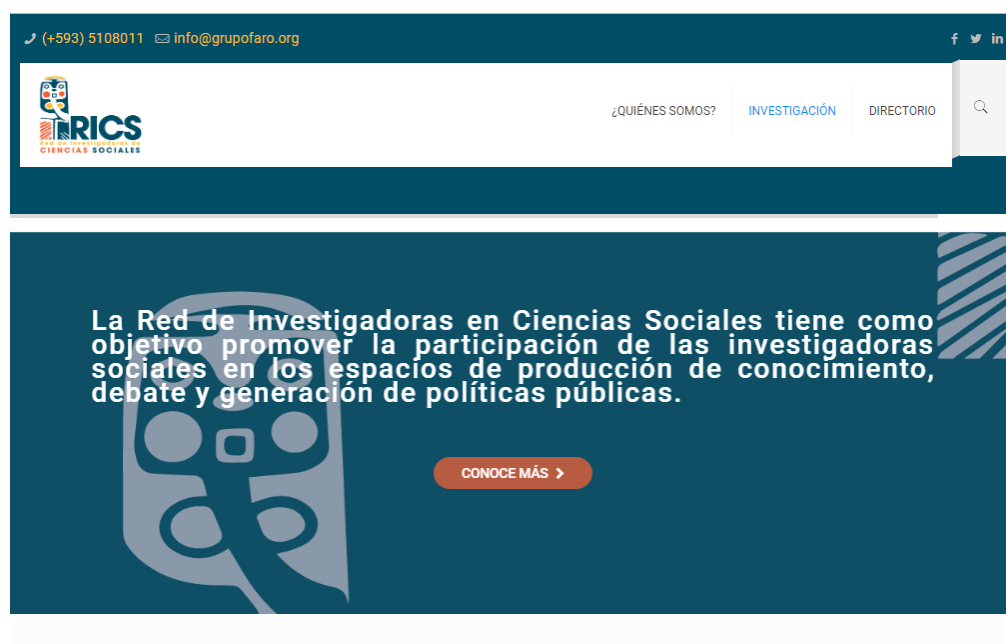 (+593) 5108011 info@grupofaro.org
RICS
Red de Investigadoras de
CIENCIAS SOCIALES
¿QUIÉNES SOMOS? INVESTIGACIÓN DIRECTORIO
La Red de Investigadoras en Ciencias Sociales tiene como
objetivo promover la participación de las investigadoras
sociales en los espacios de producción de conocimiento,
debate y generación de políticas públicas.
CONOCE MÁS